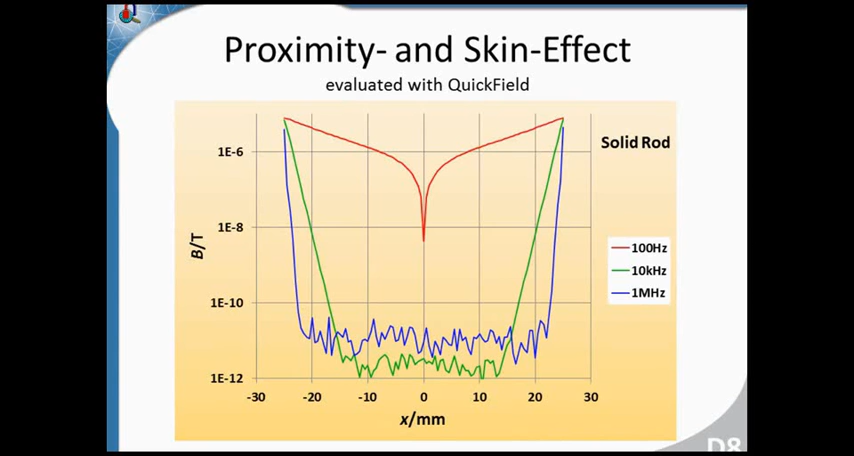 Proximity- and Skin-Effect
evaluated with QuickField
Solid Rod
1E-6
1E-8
1E-10
1E-12
B/T
-30 -20 -10 0 10 20 30
x/mm
100Hz
10kHz
1MHz
D8